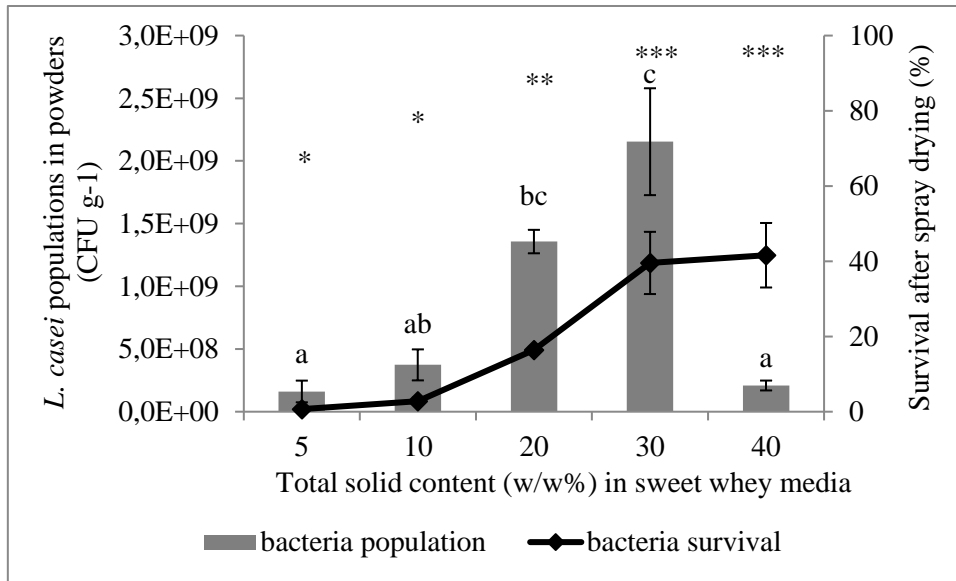 L. casei populations in powders
(CFU g-1)
3,0E+09
2,5E+09
2,0E+09
1,5E+09
1,0E+09
5,0E+08
0,0E+00
*
*
**
***
***
a
ab
bc
c
a
100
80
60
40
20
0
Survival after spray drying (%)
5 10 20 30 40
Total solid content (w/w%) in sweet whey media
bacteria population bacteria survival